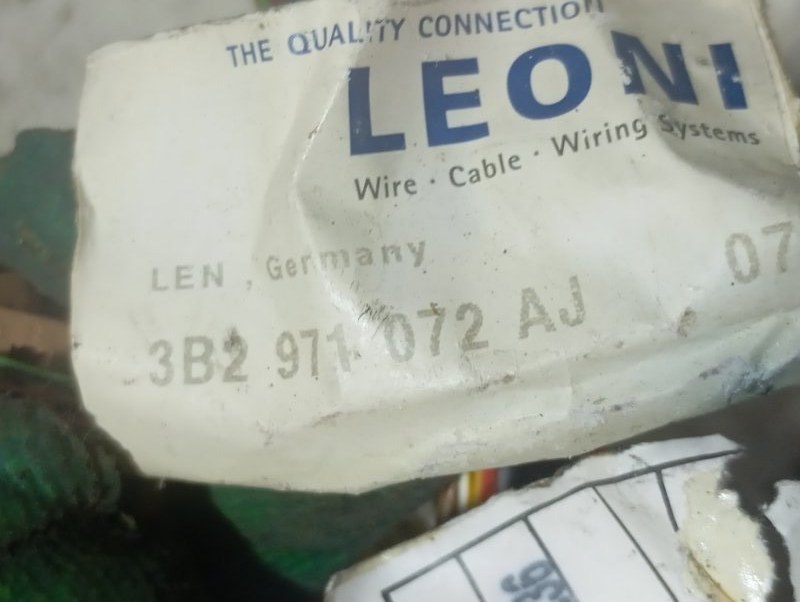 THE QUALITY CONNECTION
LEONI
Wire · Cable · Wiring Systems
LEN , Germany
3B2 971 072 AJ 07